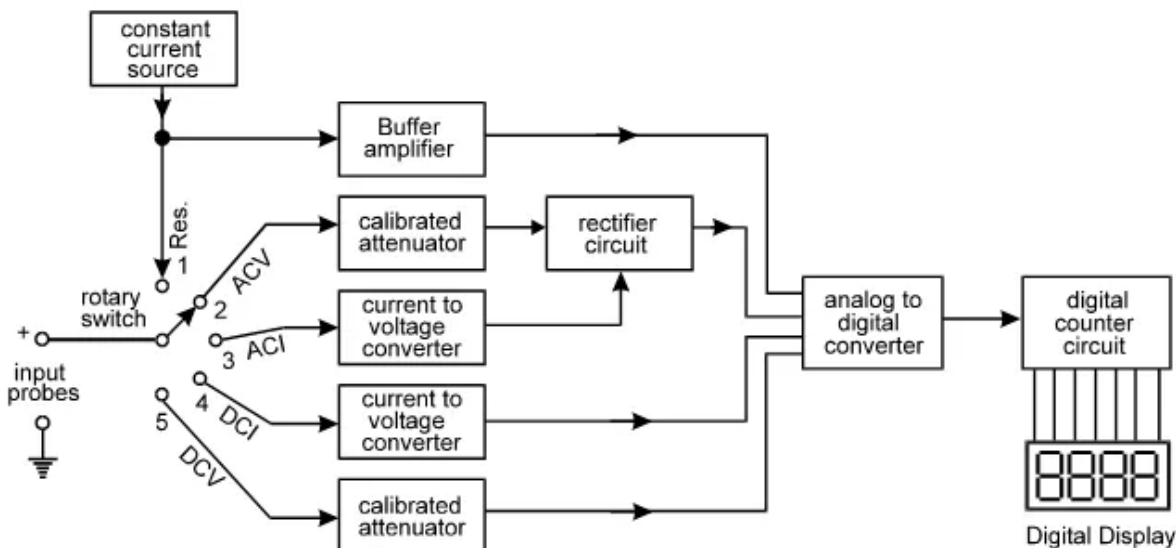 constant
current
source
Buffer
amplifier
Res.
1
calibrated
attenuator
rectifier
circuit
ACV
2
rotary
switch
+
input
probes
3 ACI
current to
voltage
converter
analog to
digital
converter
digital
counter
circuit
4
DCI
current to
voltage
converter
5
DCV
calibrated
attenuator
8888
Digital Display